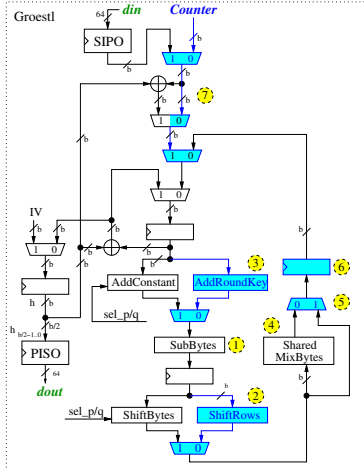 Groestl
din
Counter
64
SIPO
b
b
1 0
b
7
b
b
1 0
b
b
1 0
b
IV
1 0
b
b
b
1 0
b
b
b
b
3
6
AddConstant
AddRoundKey
h
b
sel_p/q
1 0
0 1
5
b/2
h b/2-1..0
4
SubBytes
1
Shared
MixBytes
PISO
64
dout
b
2
b
sel_p/q
ShiftBytes
ShiftRows
1 0